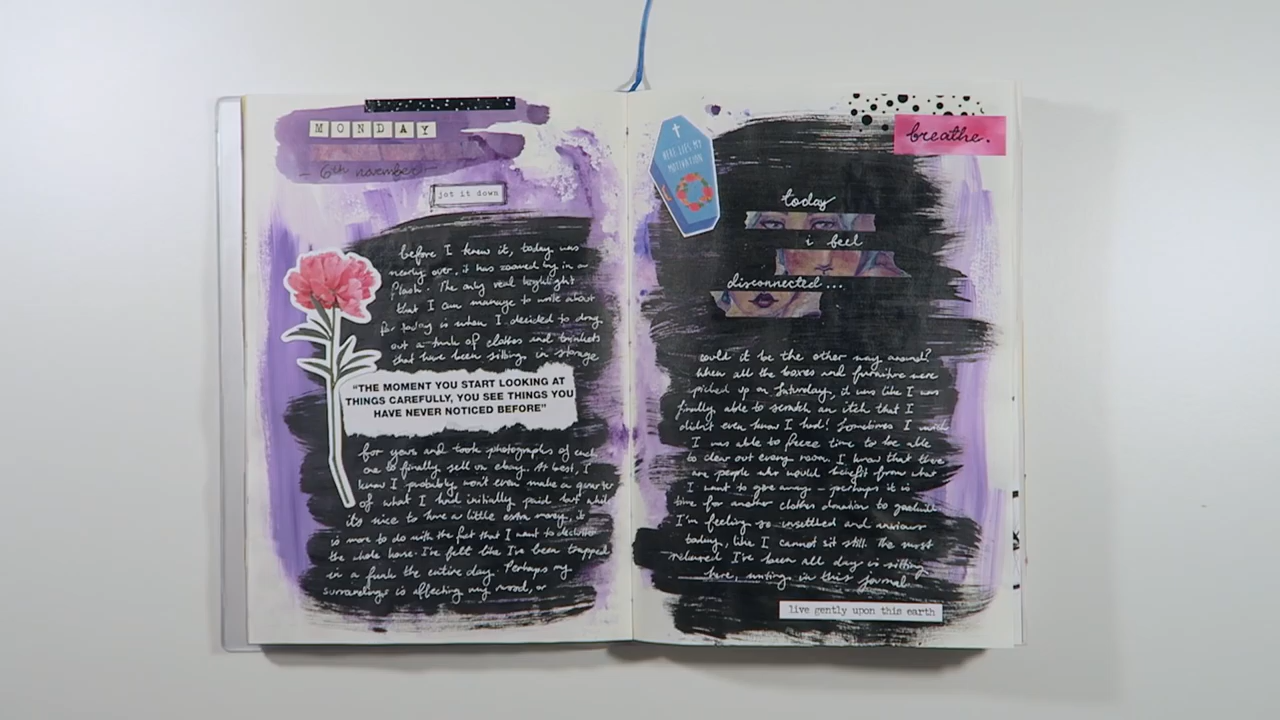 MONDAY
- 6th november -
jot it down
before I knew it, today was
nearly over, it has zoomed by in a
flash. The only real highlight
that I can manage to write about
for today is when I decided to drag
out a trunk of clothes and trinkets
that have been sitting in storage
"THE MOMENT YOU START LOOKING AT
THINGS CAREFULLY, YOU SEE THINGS YOU
HAVE NEVER NOTICED BEFORE"
for years and took photographs of each
one to finally sell on ebay. At best, I
know I probably won't even make a quarter
of what I had initially paid but while
it's nice to have a little extra money, it
is more to do with the fact that I want to declutter
the whole house. I've felt like I've been trapped
in a funk the entire day. Perhaps my
surroundings is affecting my mood, or
HERE LIES MY
MOTIVATION
breathe.
today
i feel
disconnected...
could it be the other way around?
When all the boxes and furniture were
picked up on Saturday, it was like I was
finally able to scratch an itch that I
didn't even know I had! Sometimes I wish
I was able to freeze time to be able
to clear out every room. I know that there
are people who would benefit from what
I want to give away - perhaps it is
time for another clothes donation to goodwill.
I'm feeling so unsettled and anxious
today, like I cannot sit still. The most
relaxed I've been all day is sitting
here, writing in this journal.
live gently upon this earth